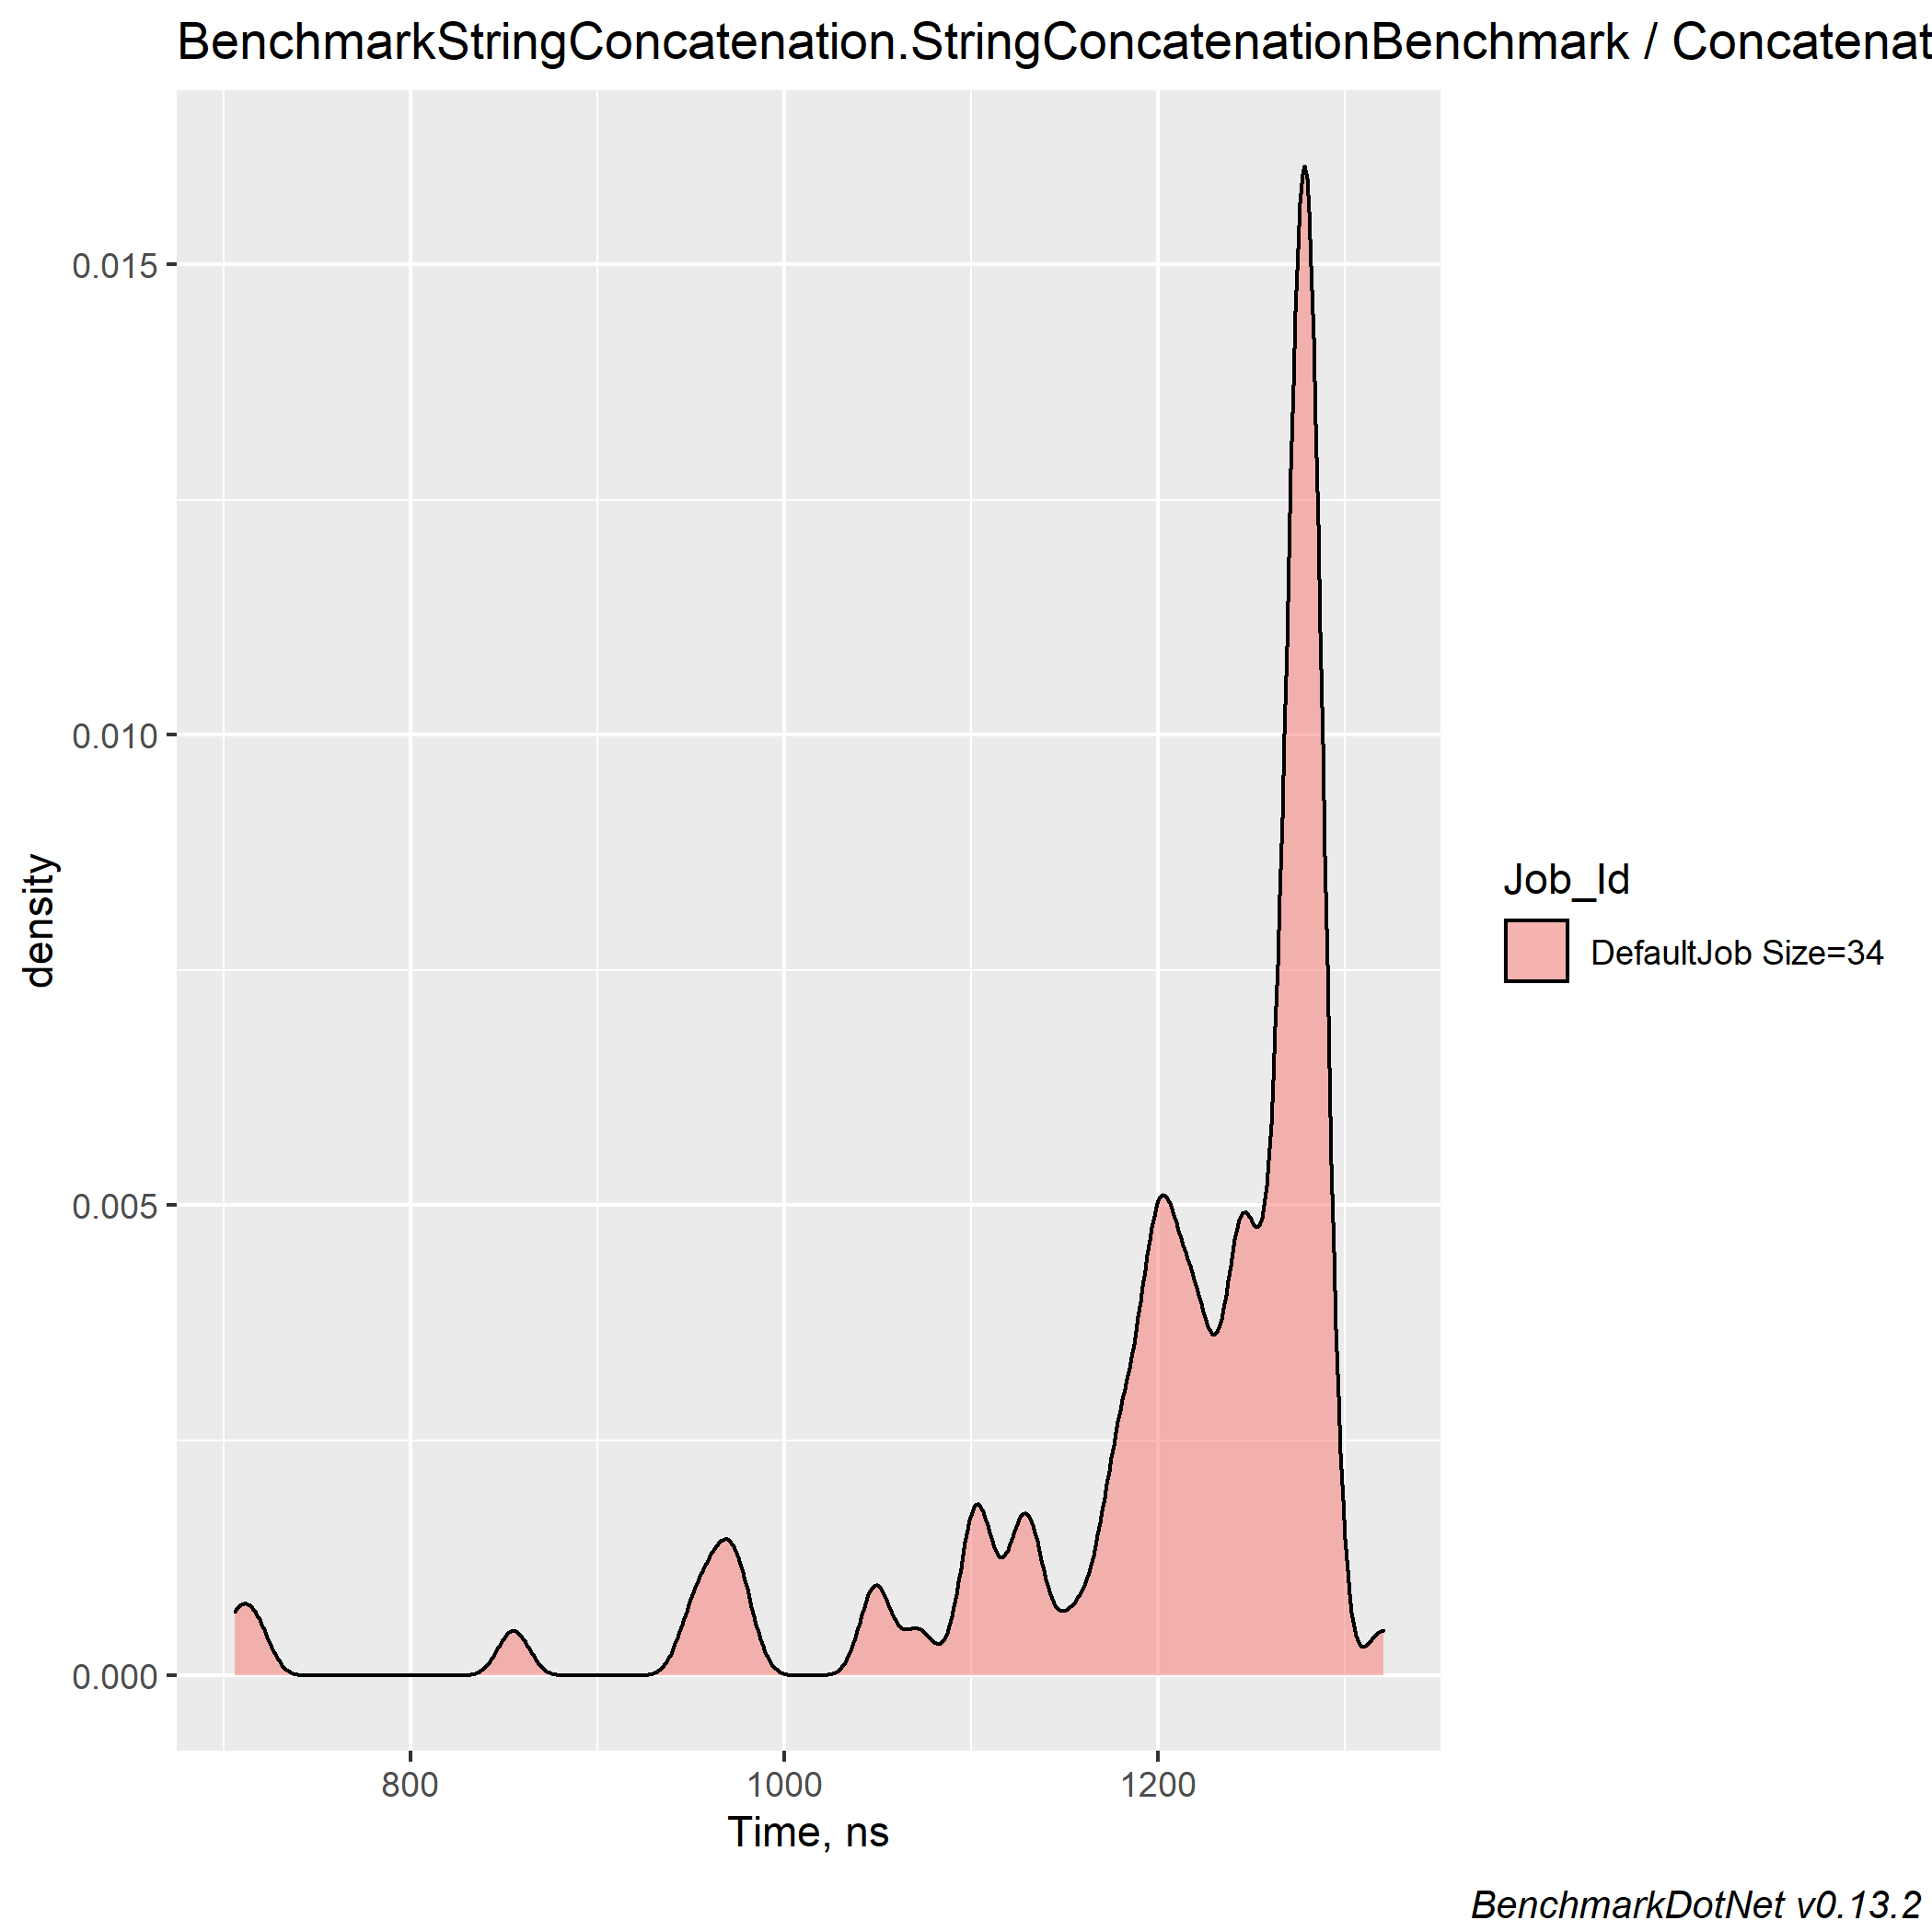 BenchmarkStringConcatenation.StringConcatenationBenchmark / Concatenat
0.015
0.010
0.005
0.000
density
800 1000 1200
Time, ns
Job_Id
DefaultJob Size=34
BenchmarkDotNet v0.13.2